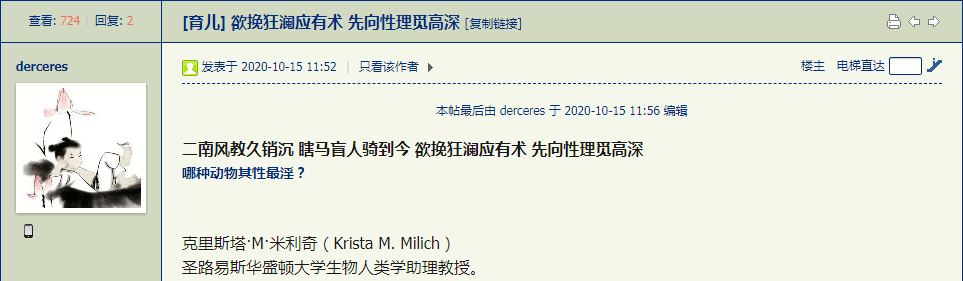 查看: 724 | 回复: 2
[育儿] 欲挽狂澜应有术 先向性理觅高深 [复制链接]
derceres
发表于 2020-10-15 11:52 | 只看该作者
楼主 电梯直达
本帖最后由 derceres 于 2020-10-15 11:56 编辑
二南风教久销沉 瞎马盲人骑到今 欲挽狂澜应有术 先向性理觅高深
哪种动物其性最淫？
克里斯塔·M·米利奇（Krista M. Milich）
圣路易斯华盛顿大学生物人类学助理教授。